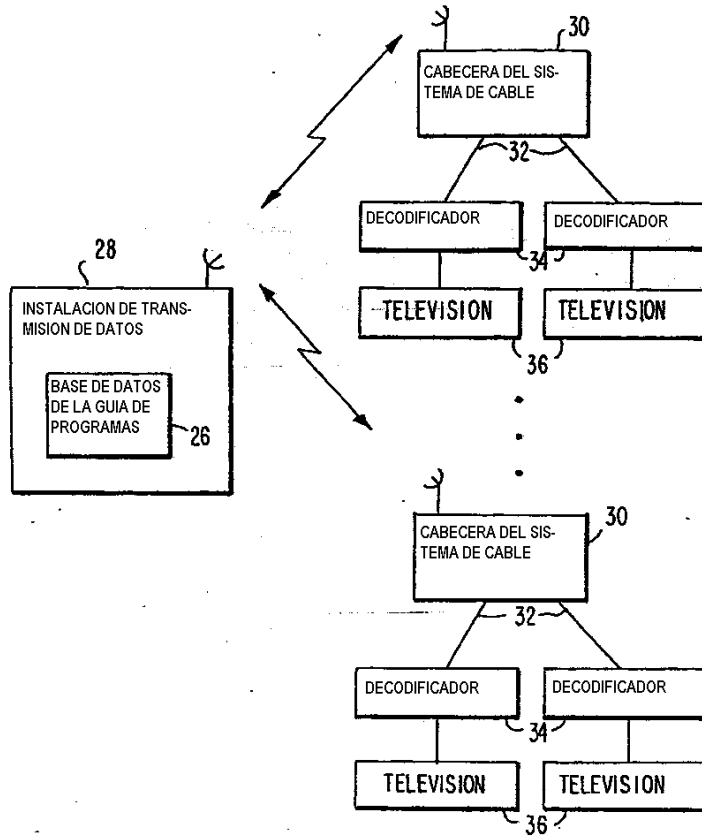 30
CABECERA DEL SIS-
TEMA DE CABLE
32
DECODIFICADOR
DECODIFICADOR
34
TELEVISION
TELEVISION
36
28
INSTALACION DE TRANS-
MISION DE DATOS
BASE DE DATOS
DE LA GUIA DE
PROGRAMAS
26
30
CABECERA DEL SIS-
TEMA DE CABLE
32
DECODIFICADOR
DECODIFICADOR
34
TELEVISION
TELEVISION
36